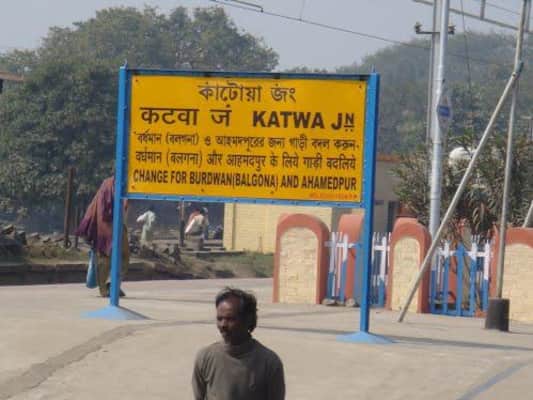 কাটোয়া জং
कटवा जं KATWA JN
বর্ধমান (বলগনা) ও আহমদপুরের জন্য গাড়ী বদল করুন
वर्धमान (बलगना) और आहमदपुर के लिये गाडी बदलिये
CHANGE FOR BURDWAN(BALGONA) AND AHAMEDPUR